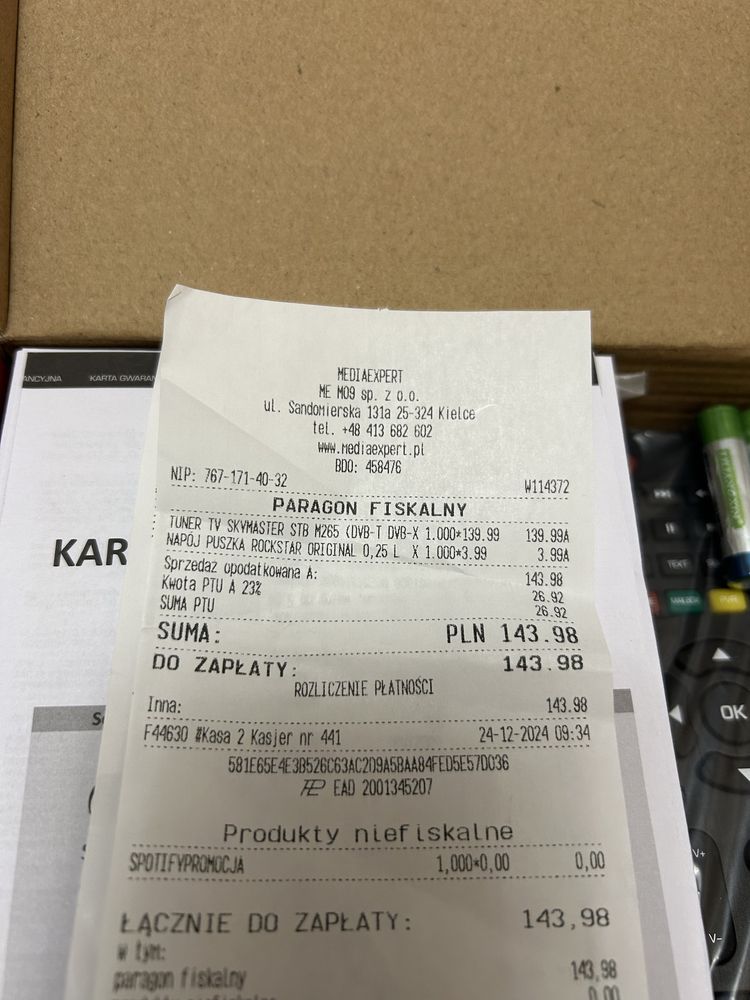 MEDIAEXPERT
ME M09 sp. z o.o.
ul. Sandomierska 131a 25-324 Kielce
tel. +48 413 682 602
www.mediaexpert.pl
BDO: 458476
NIP: 767-171-40-32 W114372
PARAGON FISKALNY
TUNER TV SKYMASTER STB M265 (DVB-T DVB-X 1.000*139.99 139.99A
NAPÓJ PUSZKA ROCKSTAR ORIGINAL 0,25 L X 1.000*3.99 3.99A
Sprzedaż opodatkowana A: 143.98
Kwota PTU A 23% 26.92
SUMA PTU 26.92
SUMA: PLN 143.98
DO ZAPŁATY: 143.98
ROZLICZENIE PŁATNOŚCI
Inna: 143.98
F44630 #Kasa 2 Kasjer nr 441 24-12-2024 09:34
581E65E4E3B526C63AC209A5BAA84FED5E57D036
EAD 2001345207
Produkty niefiskalne
SPOTIFYPROMOCJA 1,000*0,00 0,00
ŁĄCZNIE DO ZAPŁATY: 143,98
w tym:
paragon fiskalny 143,98
0,00
ANCYJNA KARTA GWARAN
KAR
TEXT
OK
V+
V-